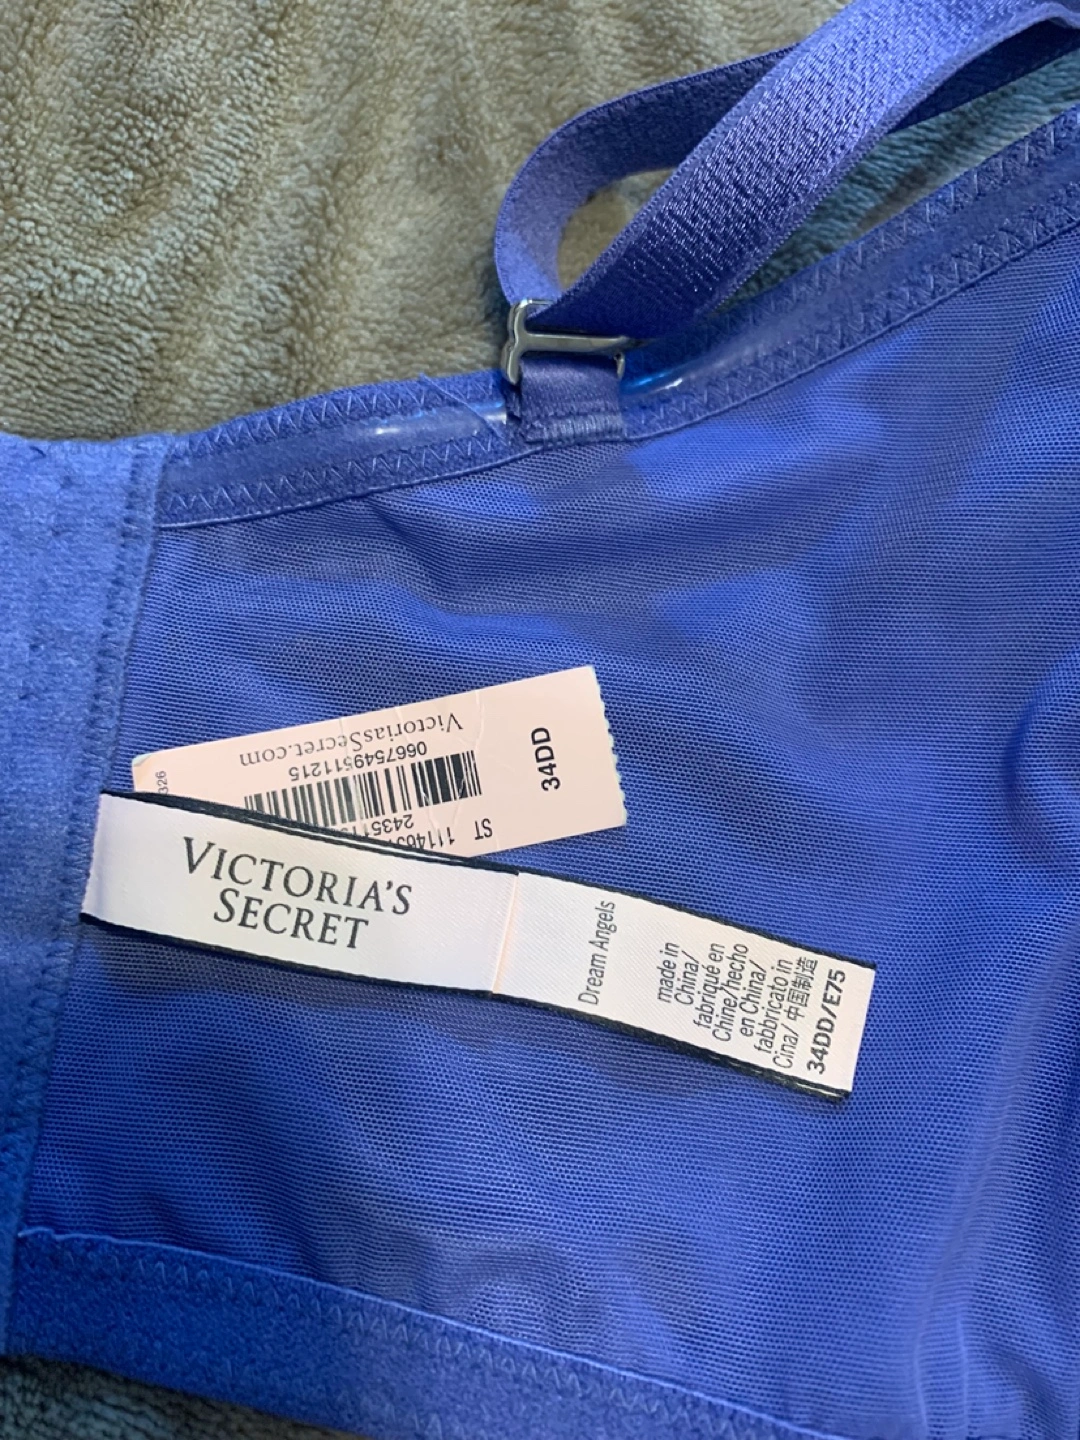 VictoriasSecret.com
0667549511215
ST
34DD
VICTORIA'S
SECRET
Dream Angels
made in
China/
fabriqué en
Chine/hecho
en China/
fabbricato in
Cina/ 中国制造
34DD/E75